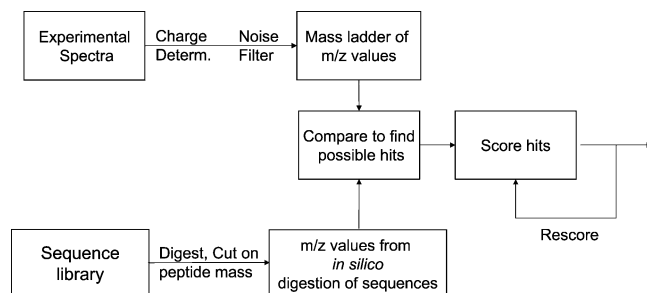 Experimental
Spectra
Charge
Determ.
Noise
Filter
Mass ladder of
m/z values
Compare to find
possible hits
Score hits
Rescore
Sequence
library
Digest, Cut on
peptide mass
m/z values from
in silico
digestion of sequences